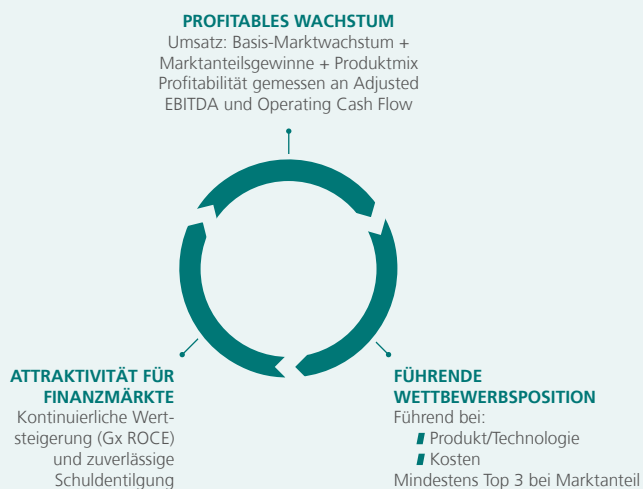 PROFITABLES WACHSTUM
Umsatz: Basis-Marktwachstum +
Marktanteilsgewinne + Produktmix
Profitabilität gemessen an Adjusted
EBITDA und Operating Cash Flow
ATTRAKTIVITÄT FÜR
FINANZMÄRKTE
Kontinuierliche Wert-
steigerung (Gx ROCE)
und zuverlässige
Schuldentilgung
FÜHRENDE
WETTBEWERBSPOSITION
Führend bei:
Produkt/Technologie
Kosten
Mindestens Top 3 bei Marktanteil